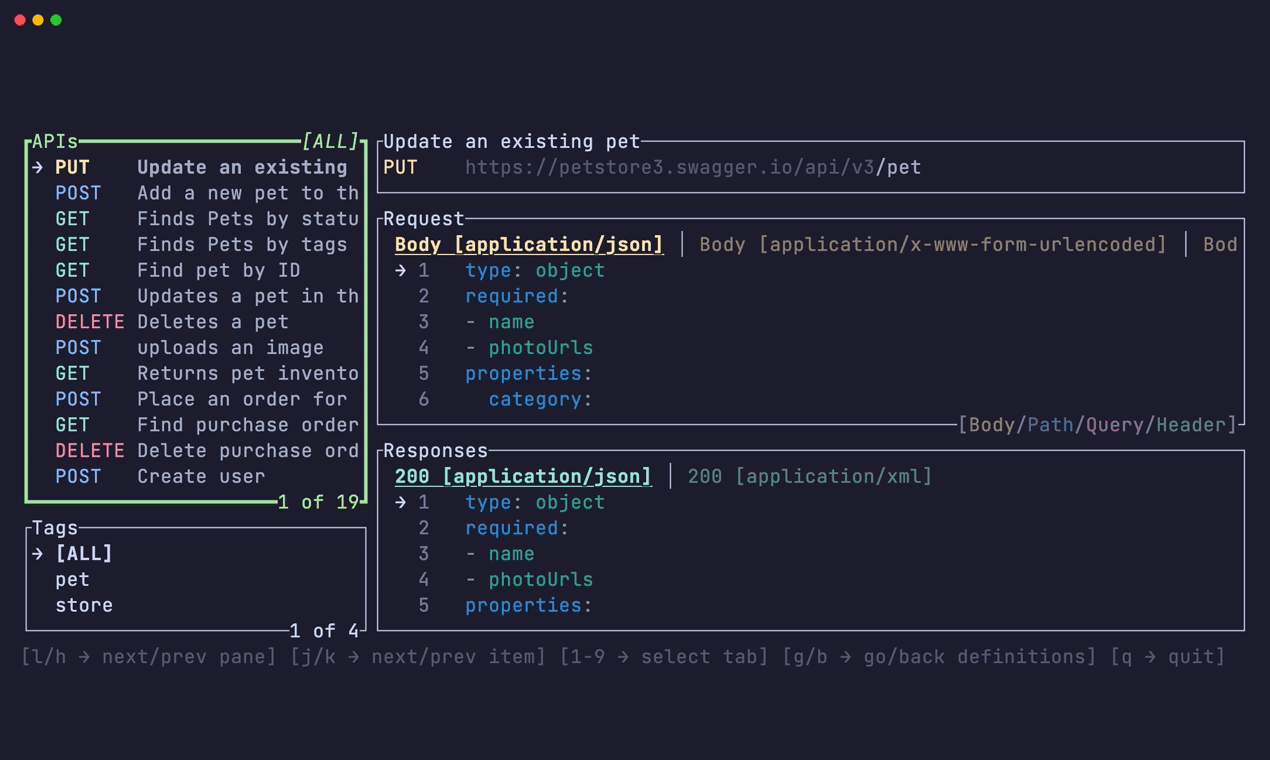 APIs [ALL]
→ PUT Update an existing
POST Add a new pet to th
GET Finds Pets by statu
GET Finds Pets by tags
GET Find pet by ID
POST Updates a pet in th
DELETE Deletes a pet
POST uploads an image
GET Returns pet invento
POST Place an order for
GET Find purchase order
DELETE Delete purchase ord
POST Create user
1 of 19
Tags
→ [ALL]
pet
store
1 of 4
Update an existing pet
PUT https://petstore3.swagger.io/api/v3/pet
Request
Body [application/json] │ Body [application/x-www-form-urlencoded] │ Bod
→ 1 type: object
2 required:
3 - name
4 - photoUrls
5 properties:
6 category:
[Body/Path/Query/Header]
Responses
200 [application/json] │ 200 [application/xml]
→ 1 type: object
2 required:
3 - name
4 - photoUrls
5 properties:
[l/h → next/prev pane] [j/k → next/prev item] [1-9 → select tab] [g/b → go/back definitions] [q → quit]